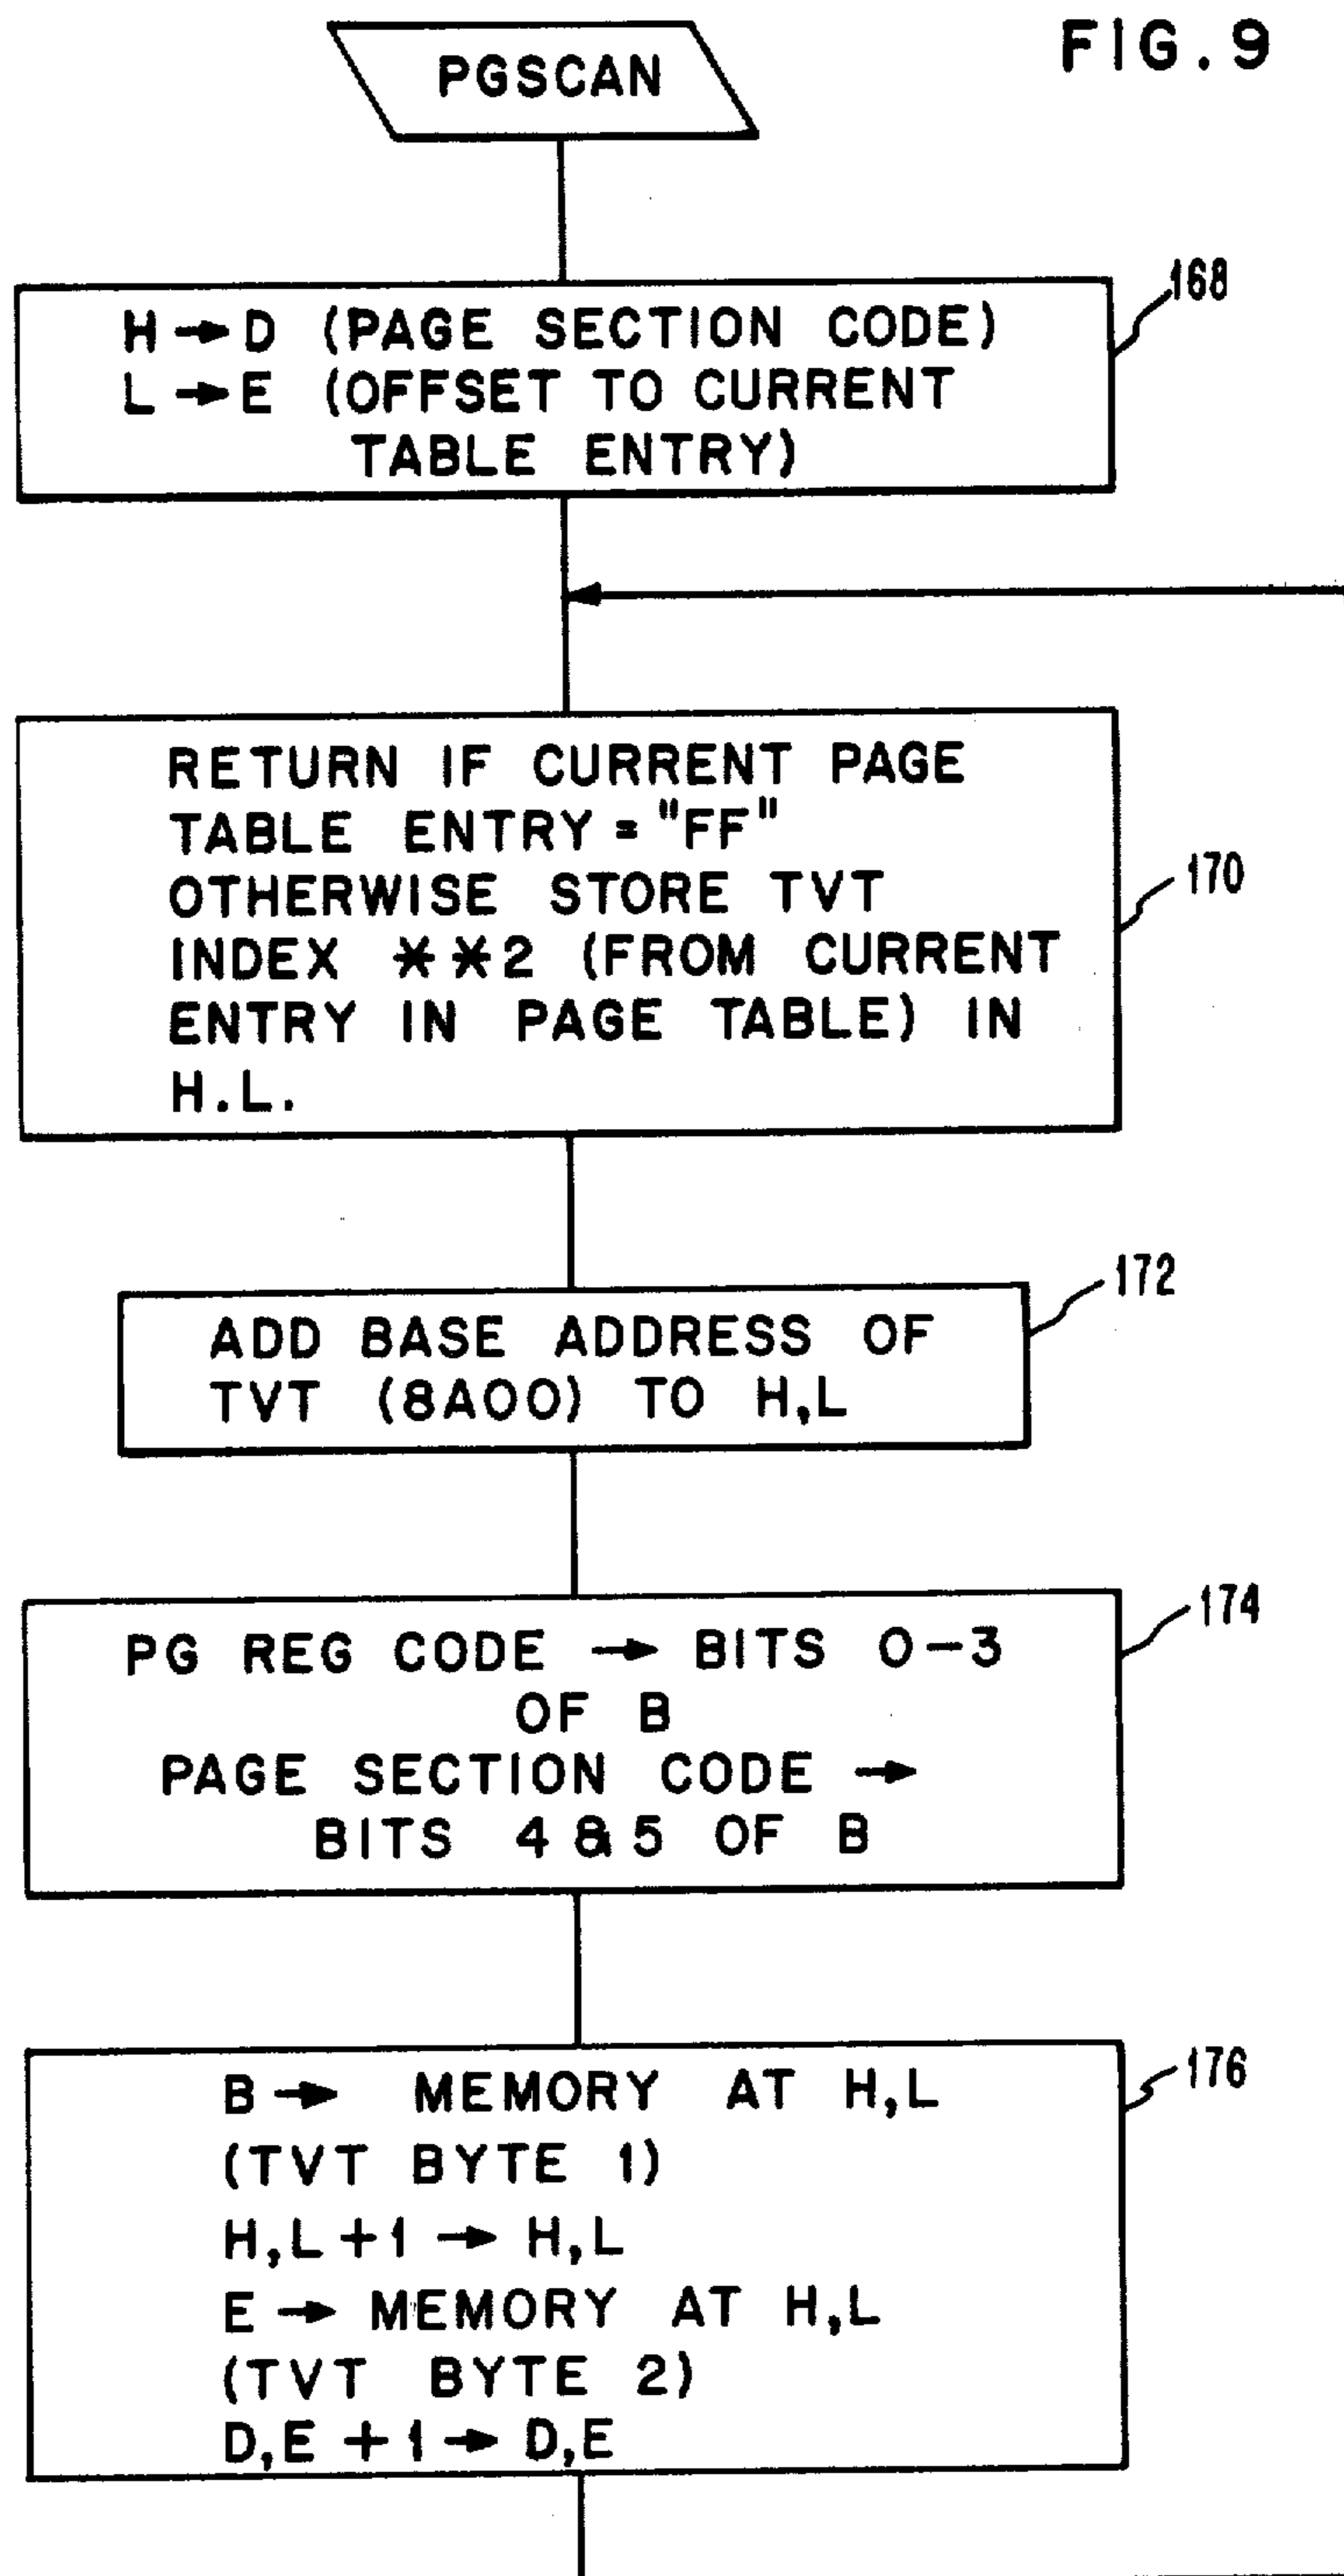 FIG. 9
PGSCAN
168
H → D (PAGE SECTION CODE)
L → E (OFFSET TO CURRENT
TABLE ENTRY)
RETURN IF CURRENT PAGE
TABLE ENTRY = "FF"
OTHERWISE STORE TVT
170
INDEX **2 (FROM CURRENT
ENTRY IN PAGE TABLE) IN
H.L.
172
ADD BASE ADDRESS OF
TVT (8A00) TO H,L
174
PG REG CODE → BITS 0-3
OF B
PAGE SECTION CODE →
BITS 4 & 5 OF B
176
B → MEMORY AT H,L
(TVT BYTE 1)
H,L + 1 → H,L
E → MEMORY AT H,L
(TVT BYTE 2)
D,E + 1 → D,E